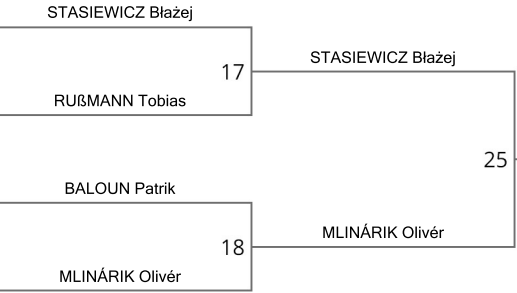 STASIEWICZ Błażej
STASIEWICZ Błażej
17
RUßMANN Tobias
25
BALOUN Patrik
MLINÁRIK Olivér
18
MLINÁRIK Olivér